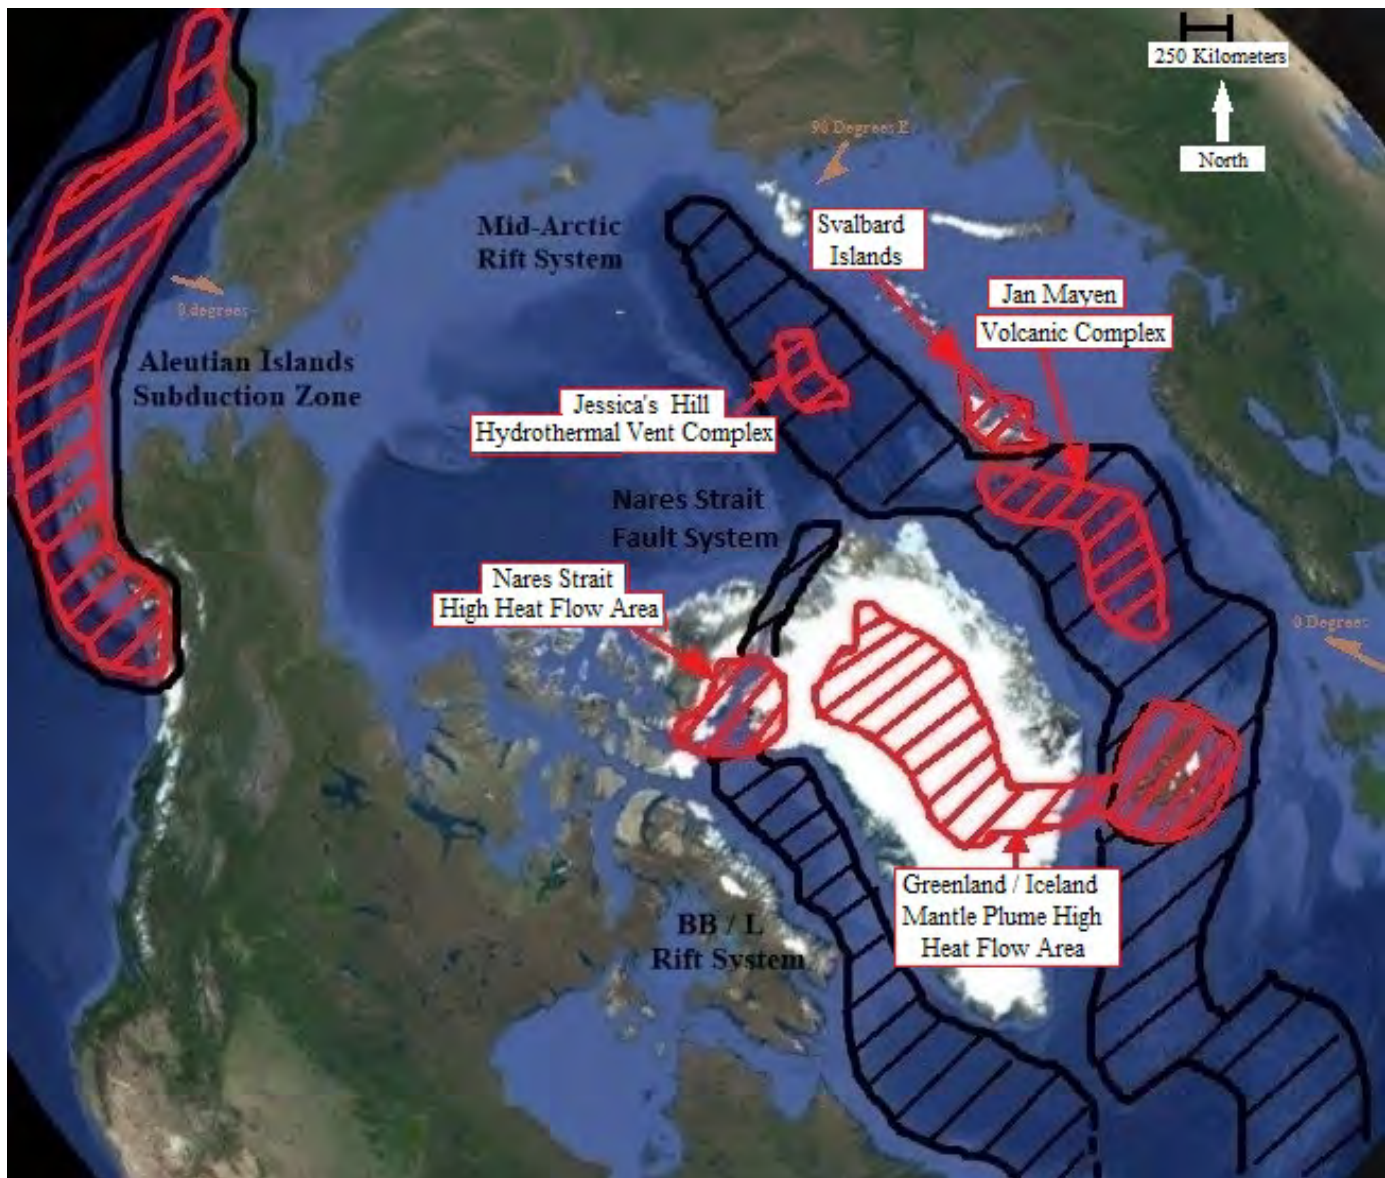 250 Kilometers
North
90 Degrees E
Mid-Arctic
Rift System
Svalbard
Islands
Jan Mayen
Volcanic Complex
0 degrees
Aleutian Islands
Subduction Zone
Jessica's Hill
Hydrothermal Vent Complex
Nares Strait
Fault System
Nares Strait
High Heat Flow Area
0 Degrees
Greenland / Iceland
Mantle Plume High
Heat Flow Area
BB / L
Rift System